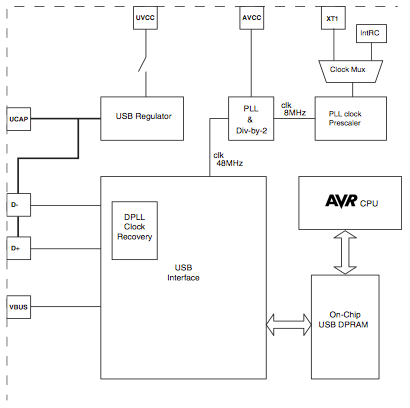 UVCC
AVCC
XT1
IntRC
Clock Mux
UCAP
USB Regulator
PLL
&
Div-by-2
clk
8MHz
PLL clock
Prescaler
clk
48MHz
D-
D+
DPLL
Clock
Recovery
USB
Interface
AVR CPU
VBUS
On-Chip
USB DPRAM